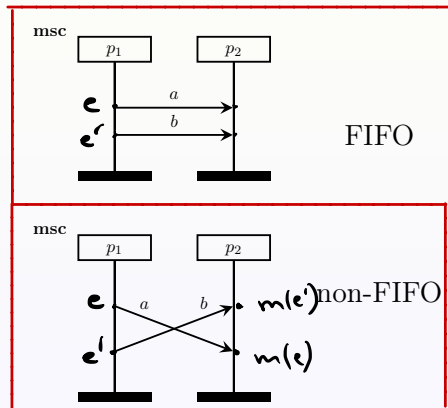 msc
p₁ p₂
e a
e' b
FIFO
msc
p₁ p₂
e a b m(e') non-FIFO
e' m(e)